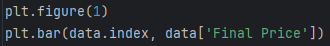 plt.figure(1)
plt.bar(data.index, data['Final Price'])